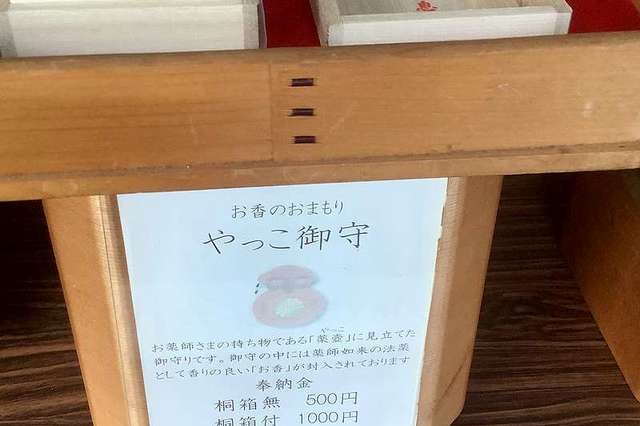 恵
お香のおまもり
やっこ御守
お薬師さまの持ち物である「薬壷」に見立てた
やっこ
御守りです。御守の中には薬師如来の法薬
として香りの良い「お香」が封入されております
奉納金
桐箱無 500円
桐箱付 1000円